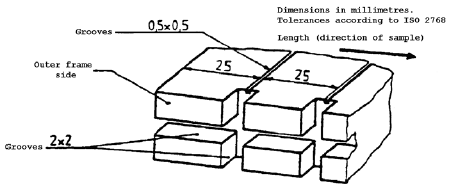 Dimensions in millimetres.
Tolerances according to ISO 2768
0,5×0,5
Grooves
Length (direction of sample)
25
25
Outer frame
side
Grooves 2×2